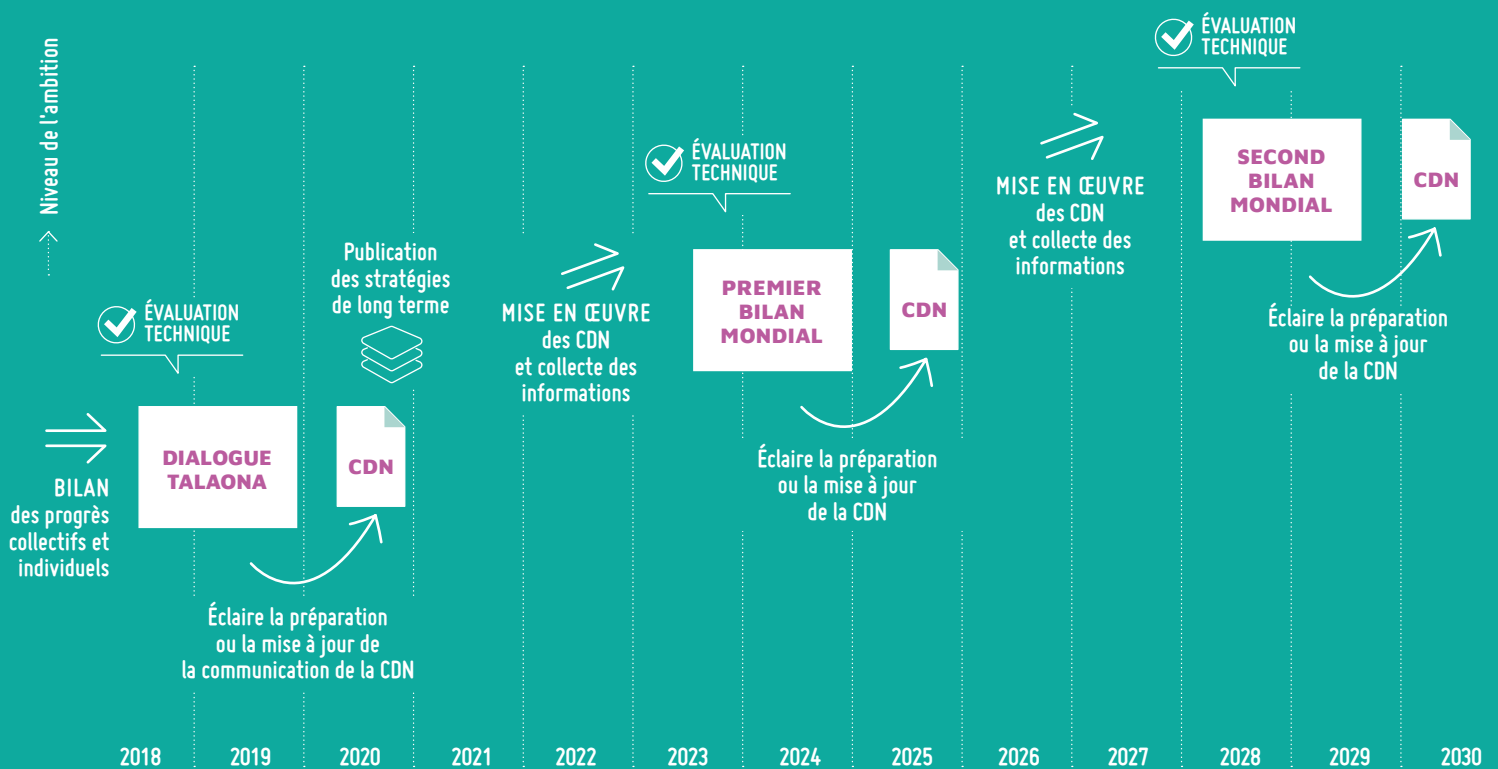 Niveau de l'ambition
ÉVALUATION
TECHNIQUE
BILAN
des progrès
collectifs et
individuels
DIALOGUE
TALAONA
Éclaire la préparation
ou la mise à jour de
la communication de la CDN
Publication
des stratégies
de long terme
CDN
MISE EN ŒUVRE
des CDN
et collecte des
informations
ÉVALUATION
TECHNIQUE
PREMIER
BILAN
MONDIAL
CDN
Éclaire la préparation
ou la mise à jour
de la CDN
MISE EN ŒUVRE
des CDN
et collecte des
informations
ÉVALUATION
TECHNIQUE
SECOND
BILAN
MONDIAL
CDN
Éclaire la préparation
ou la mise à jour
de la CDN
2018 2019 2020 2021 2022 2023 2024 2025 2026 2027 2028 2029 2030